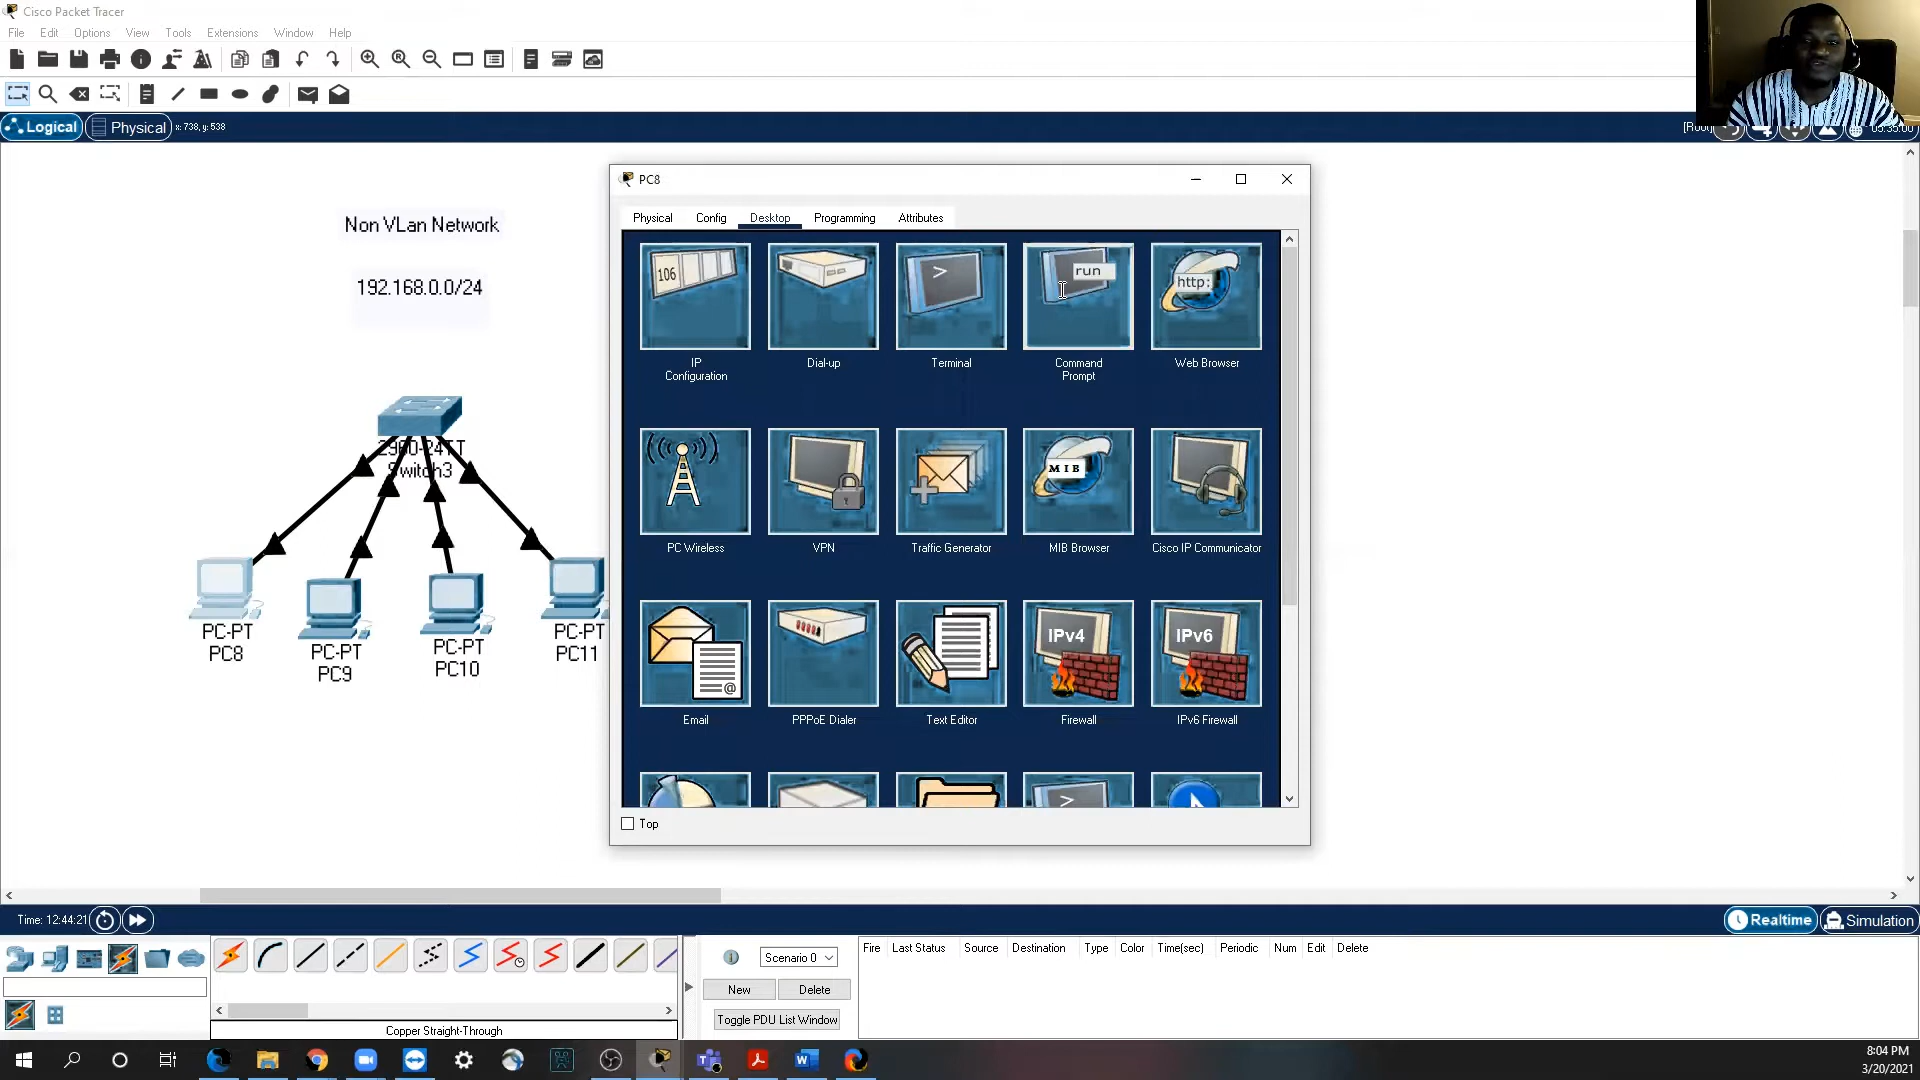 Cisco Packet Tracer
File Edit Options View Tools Extensions Window Help
Logical Physical x: 738, y: 538
[Root]
Non VLan Network
192.168.0.0/24
2960-24TT
Switch3
PC-PT
PC8
PC-PT
PC9
PC-PT
PC10
PC-PT
PC11
PC8
Physical Config Desktop Programming Attributes
106
>
run
http:
IP
Configuration
Dial-up
Terminal
Command
Prompt
Web Browser
MIB
PC Wireless
VPN
Traffic Generator
MIB Browser
Cisco IP Communicator
@
IPv4
IPv6
Email
PPPoE Dialer
Text Editor
Firewall
IPv6 Firewall
>
Top
Time: 12:44:21
Realtime Simulation
Scenario 0
New Delete
Toggle PDU List Window
Fire Last Status Source Destination Type Color Time(sec) Periodic Num Edit Delete
Copper Straight-Through
8:04 PM
3/20/2021